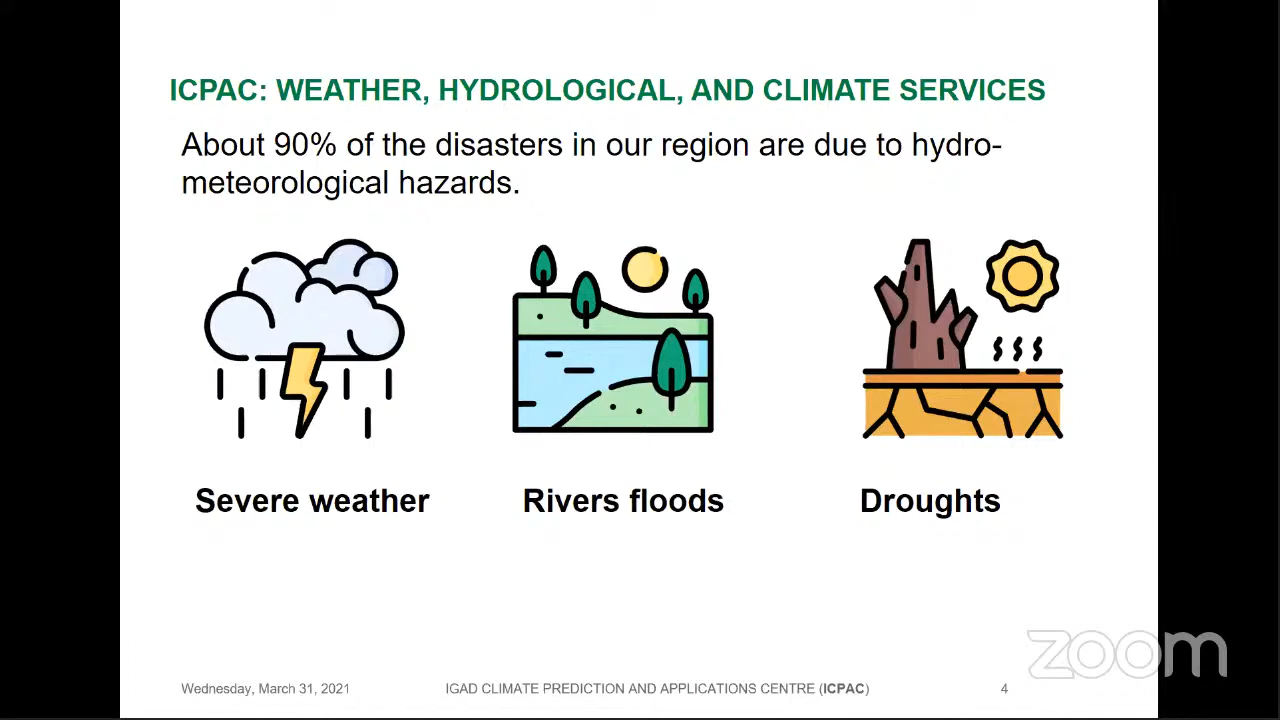 ICPAC: WEATHER, HYDROLOGICAL, AND CLIMATE SERVICES
About 90% of the disasters in our region are due to hydro-
meteorological hazards.
Severe weather
Rivers floods
Droughts
Wednesday, March 31, 2021
IGAD CLIMATE PREDICTION AND APPLICATIONS CENTRE (ICPAC)
4
zoom